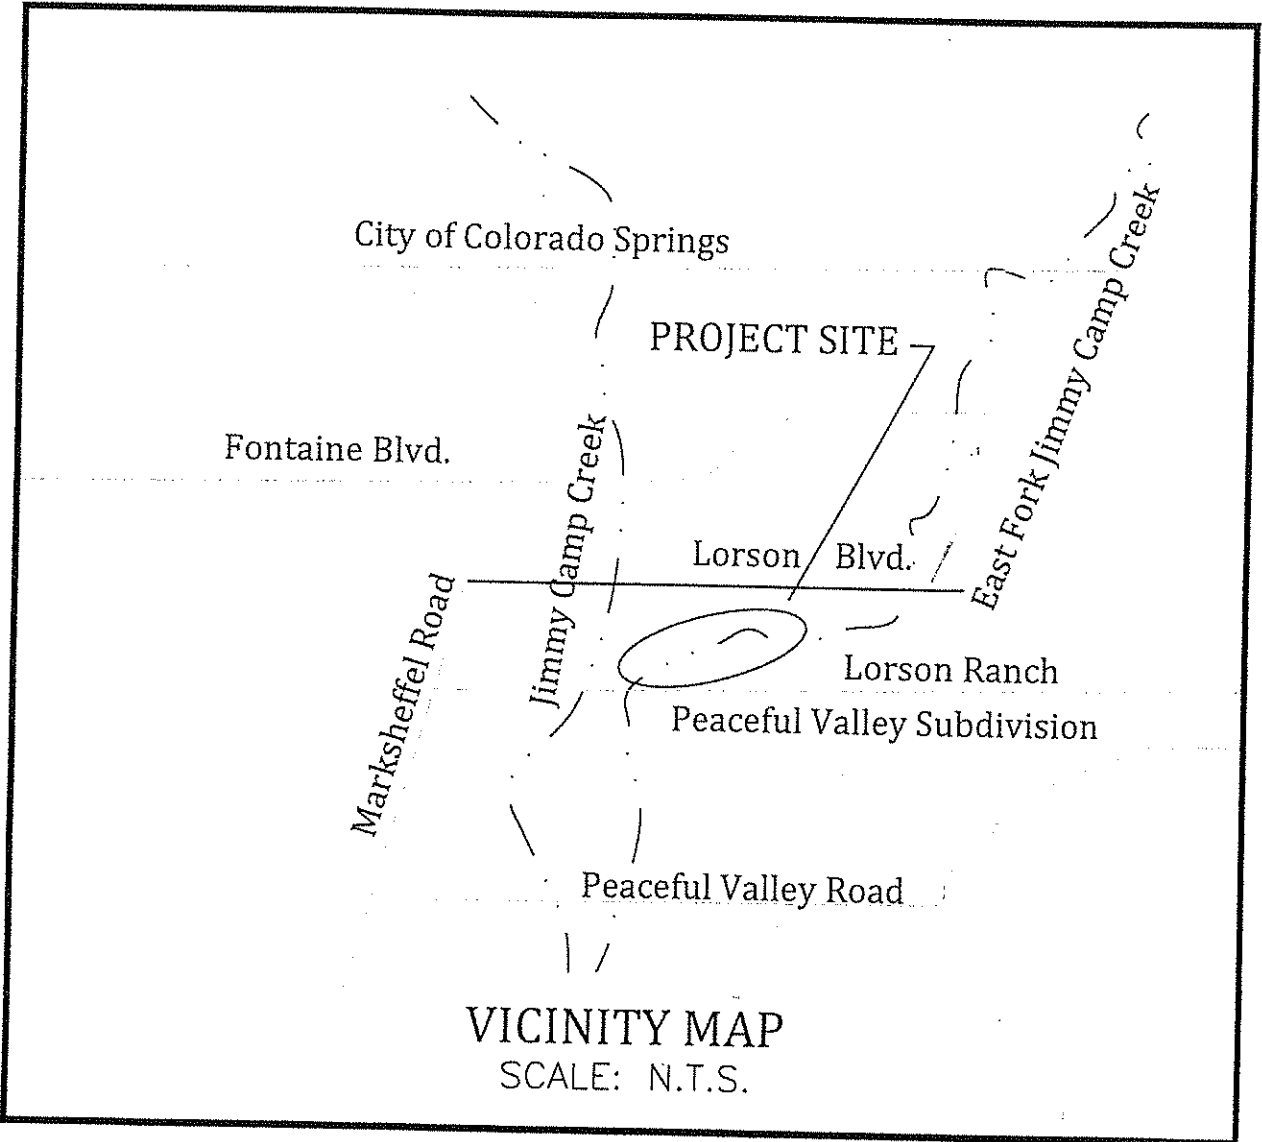 City of Colorado Springs
PROJECT SITE
Fontaine Blvd.
Jimmy Camp Creek
East Fork Jimmy Camp Creek
Lorson Blvd.
Marksheffel Road
Lorson Ranch
Peaceful Valley Subdivision
Peaceful Valley Road
VICINITY MAP
SCALE: N.T.S.